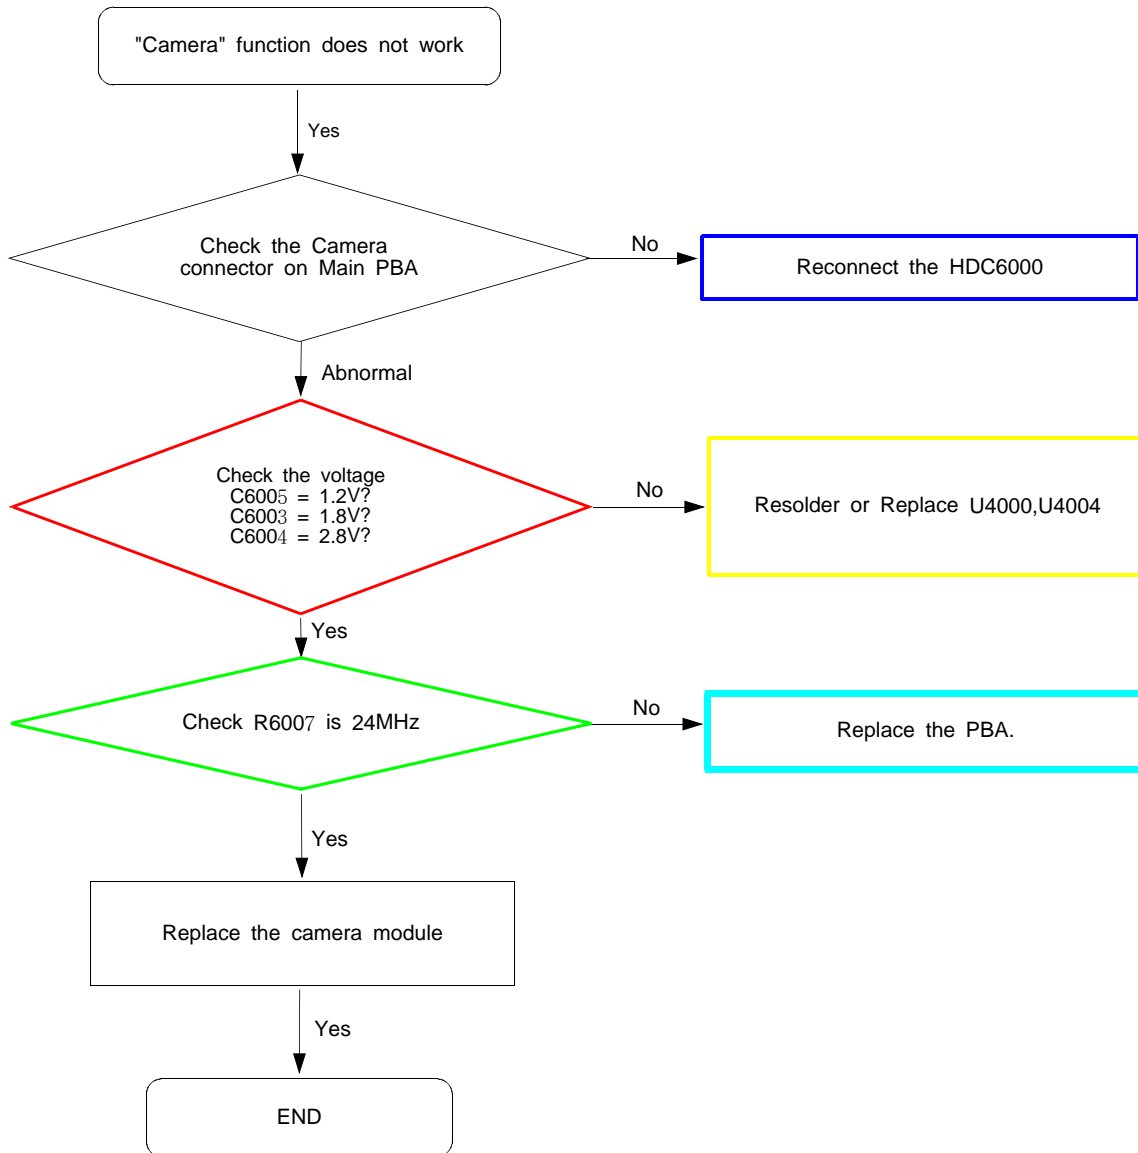 "Camera" function does not work
Yes
Check the Camera
connector on Main PBA
No
Reconnect the HDC6000
Abnormal
Check the voltage
C6005 = 1.2V?
C6003 = 1.8V?
C6004 = 2.8V?
No
Resolder or Replace U4000,U4004
Yes
Check R6007 is 24MHz
No
Replace the PBA.
Yes
Replace the camera module
Yes
END